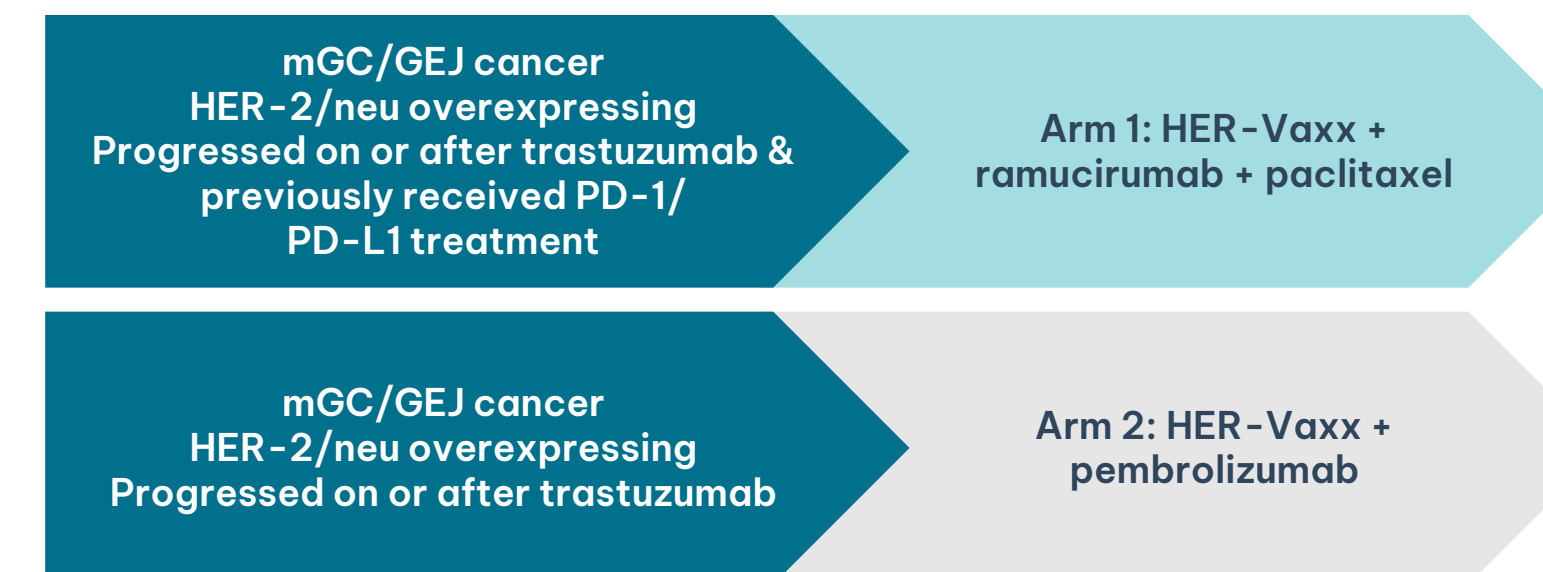 mGC/GEJ cancer
HER-2/neu overexpressing
Progressed on or after trastuzumab &
previously received PD-1/
PD-L1 treatment
Arm 1: HER-Vaxx +
ramucirumab + paclitaxel
mGC/GEJ cancer
HER-2/neu overexpressing
Progressed on or after trastuzumab
Arm 2: HER-Vaxx +
pembrolizumab